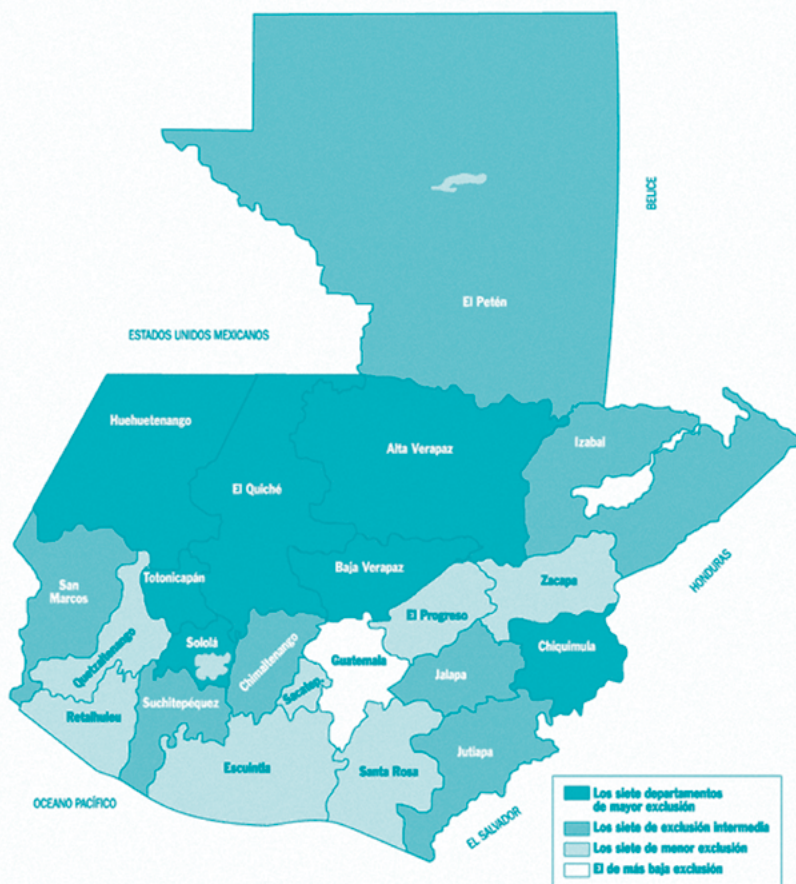 BELICE
El Petén
ESTADOS UNIDOS MEXICANOS
Huehuetenango
Alta Verapaz
Izabal
El Quiché
HONDURAS
Baja Verapaz
Totonicapán
San
Marcos
Zacapa
El Progreso
Quetzaltenango
Sololá
Chimaltenango
Guatemala
Chiquimula
Jalapa
Sacatep.
Suchitepéquez
Retalhuleu
Escuintla
Santa Rosa
Jutiapa
OCEANO PACÍFICO
EL SALVADOR
Los siete departamentos
de mayor exclusión
Los siete de exclusión intermedia
Los siete de menor exclusión
El de más baja exclusión